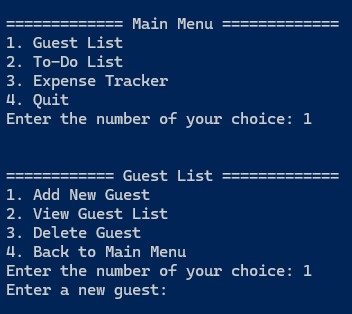 ============= Main Menu =============
1. Guest List
2. To-Do List
3. Expense Tracker
4. Quit
Enter the number of your choice: 1
============ Guest List =============
1. Add New Guest
2. View Guest List
3. Delete Guest
4. Back to Main Menu
Enter the number of your choice: 1
Enter a new guest: